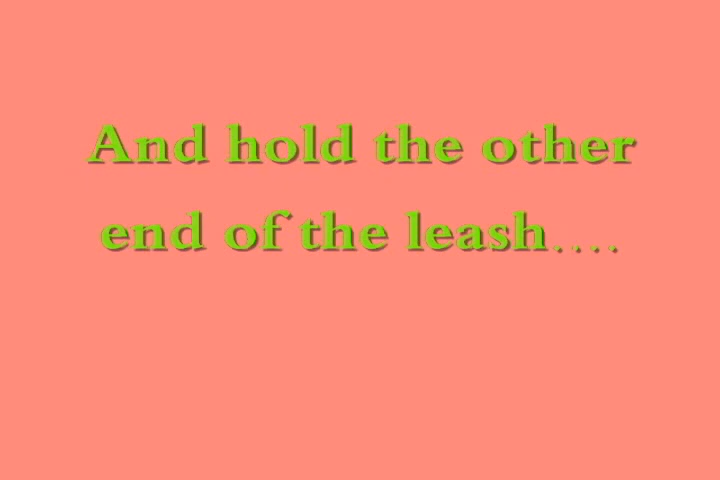 And hold the other
end of the leash....